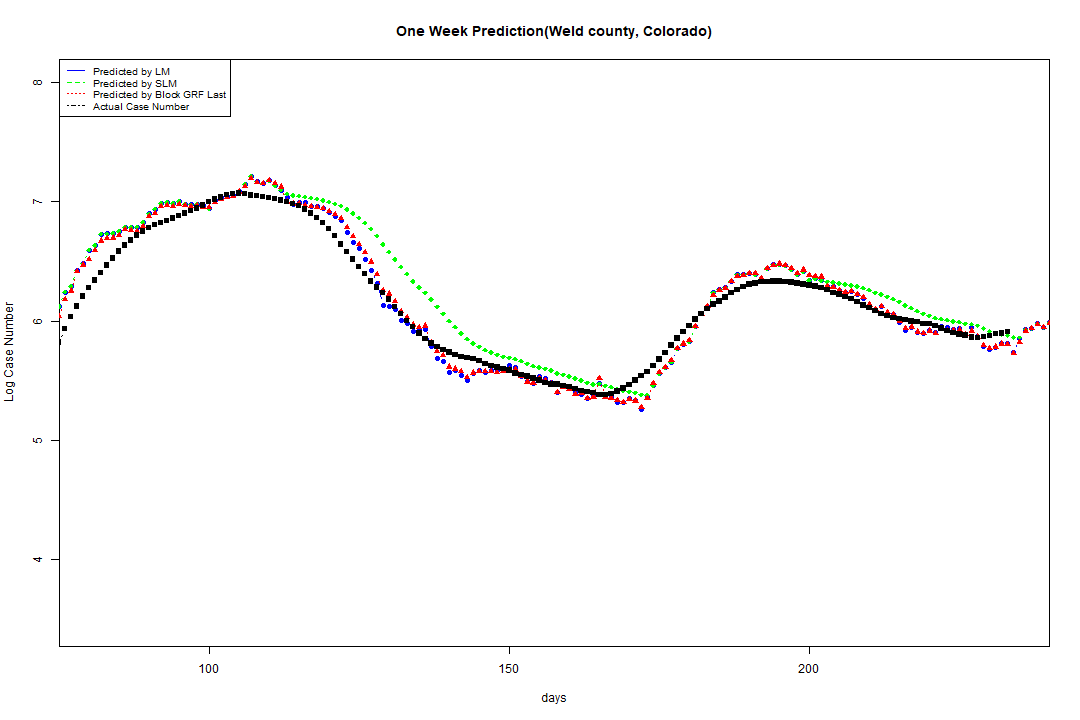 One Week Prediction(Weld county, Colorado)
Predicted by LM
Predicted by SLM
Predicted by Block GRF Last
Actual Case Number
8
7
6
5
4
Log Case Number
100
150
200
days